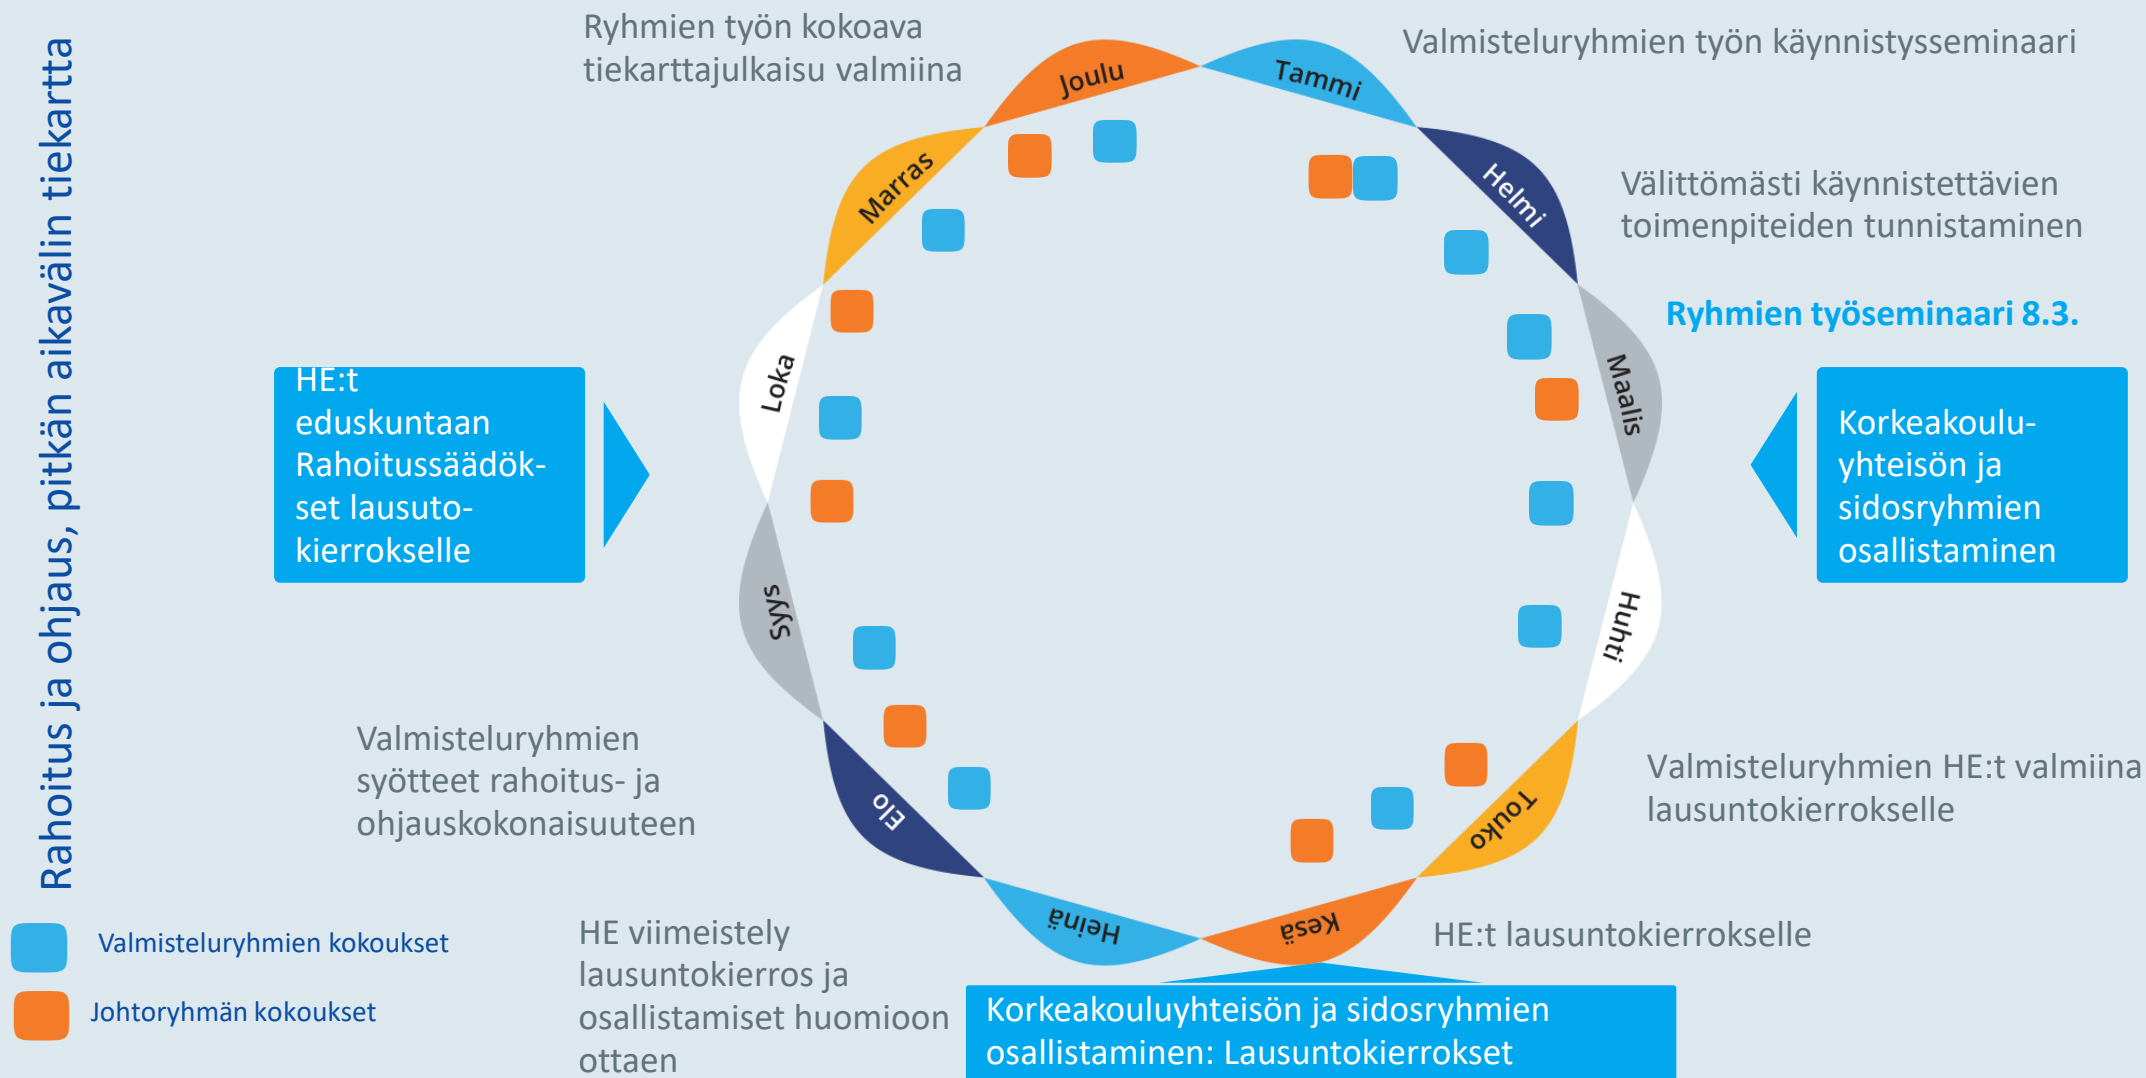 Rahoitus ja ohjaus, pitkän aikavälin tiekartta
Ryhmien työn kokoava
tiekarttajulkaisu valmiina
Valmisteluryhmien työn käynnistysseminaari
Joulu
Tammi
Marras
Helmi
Välittömästi käynnistettävien
toimenpiteiden tunnistaminen
Ryhmien työseminaari 8.3.
Loka
Maalis
HE:t
eduskuntaan
Rahoitussäädök-
set lausuto-
kierrokselle
Korkeakoulu-
yhteisön ja
sidosryhmien
osallistaminen
Syys
Huhti
Valmisteluryhmien
syötteet rahoitus- ja
ohjauskokonaisuuteen
Elo
Touko
Valmisteluryhmien HE:t valmiina
lausuntokierrokselle
Heinä
Kesä
HE:t lausuntokierrokselle
Valmisteluryhmien kokoukset
Johtoryhmän kokoukset
HE viimeistely
lausuntokierros ja
osallistamiset huomioon
ottaen
Korkeakouluyhteisön ja sidosryhmien
osallistaminen: Lausuntokierrokset